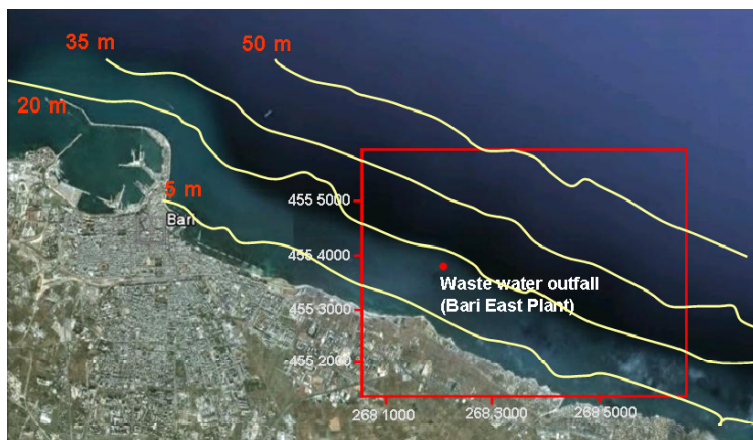 50 m
35 m
20 m
5 m
Bari
455 5000
455 4000
455 3000
455 2000
Waste water outfall
(Bari East Plant)
268 1000
268 3000
268 5000